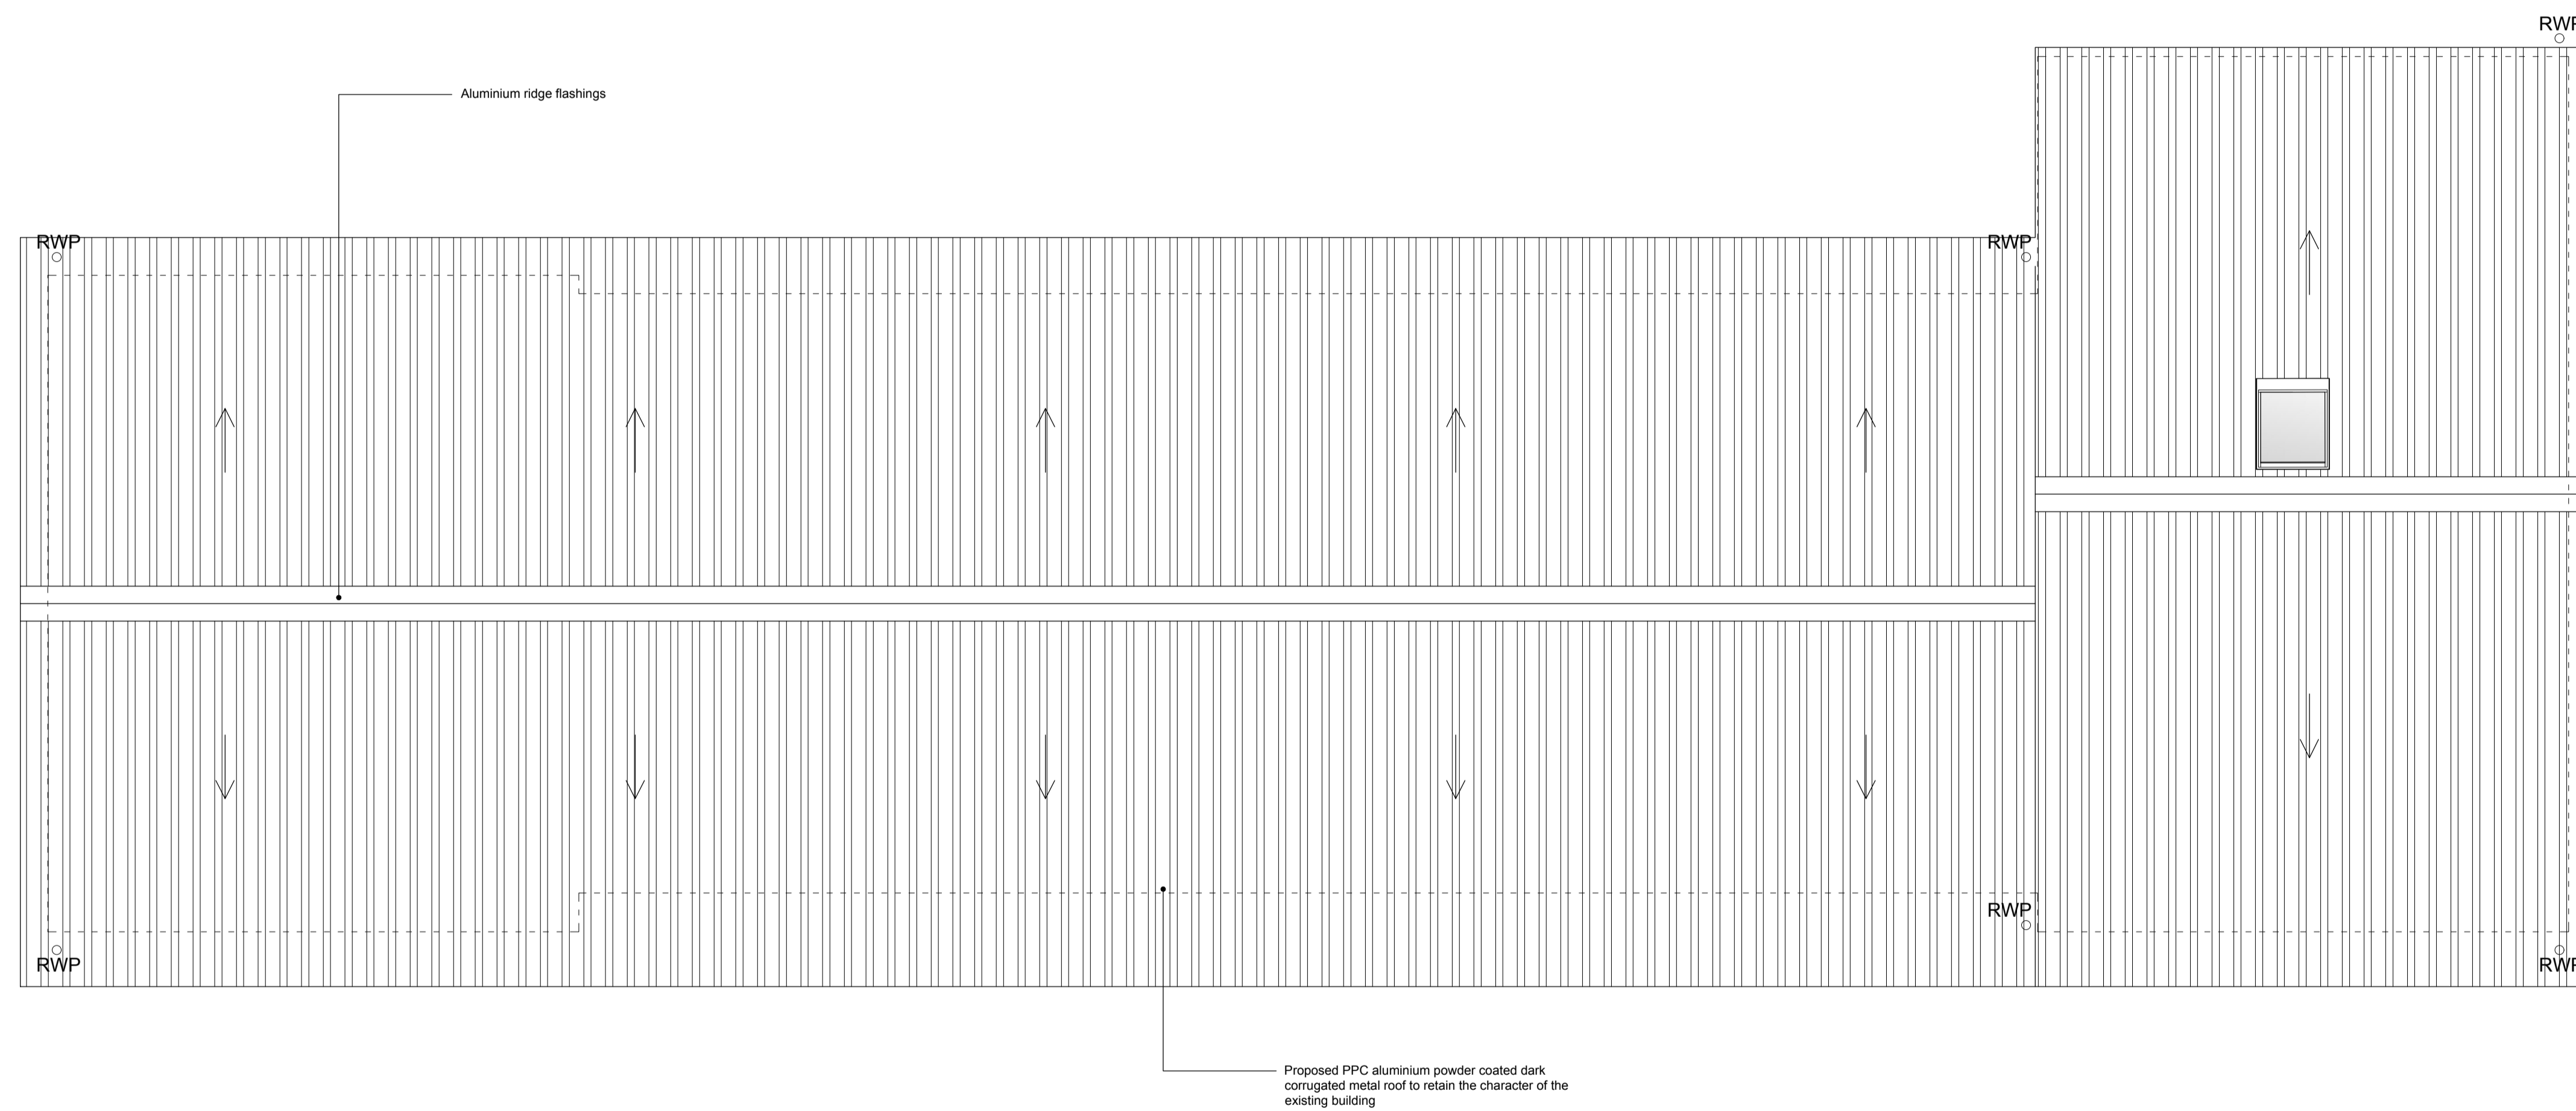 RWP
Aluminium ridge flashings
RWP
RWP
RWP
RWP
RWP
Proposed PPC aluminium powder coated dark
corrugated metal roof to retain the character of the
existing building